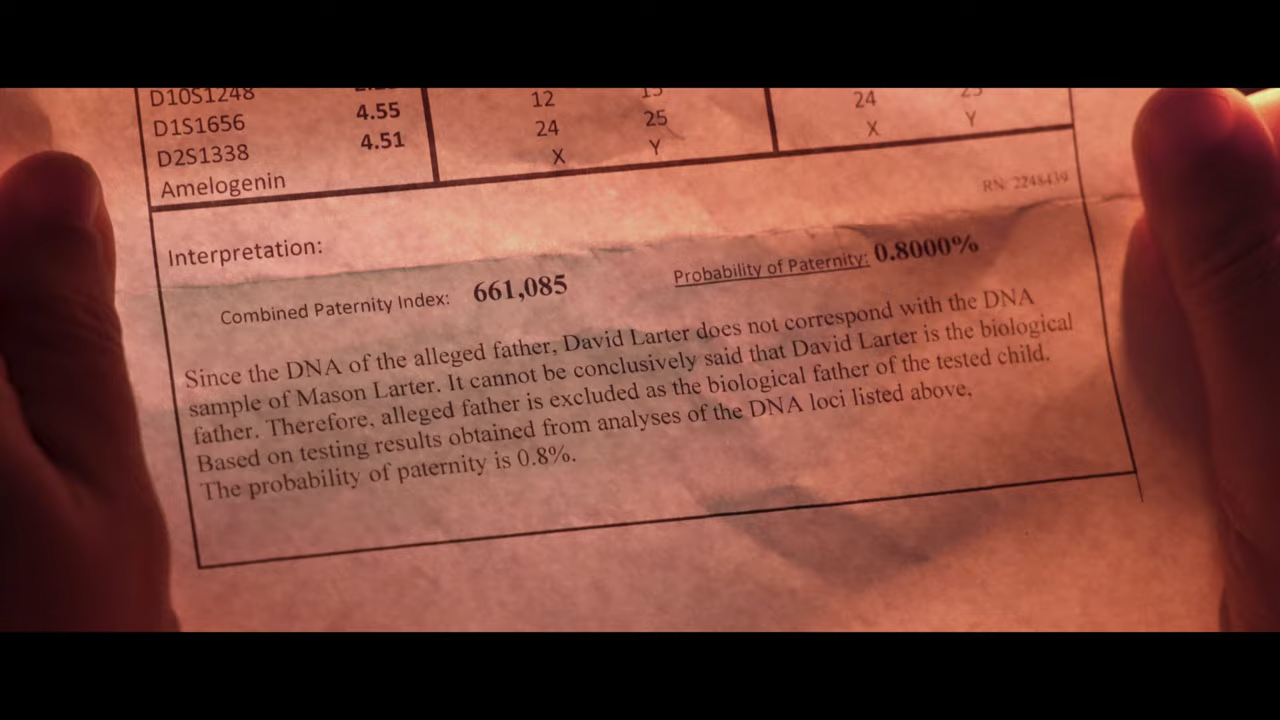 D10S1248 12 15 24 25
D1S1656 4.55 24 25 X Y
D2S1338 4.51 X Y
Amelogenin
RN: 2248439
Interpretation:
Combined Paternity Index: 661,085 Probability of Paternity: 0.8000%
Since the DNA of the alleged father, David Larter does not correspond with the DNA
sample of Mason Larter. It cannot be conclusively said that David Larter is the biological
father. Therefore, alleged father is excluded as the biological father of the tested child.
Based on testing results obtained from analyses of the DNA loci listed above,
The probability of paternity is 0.8%.